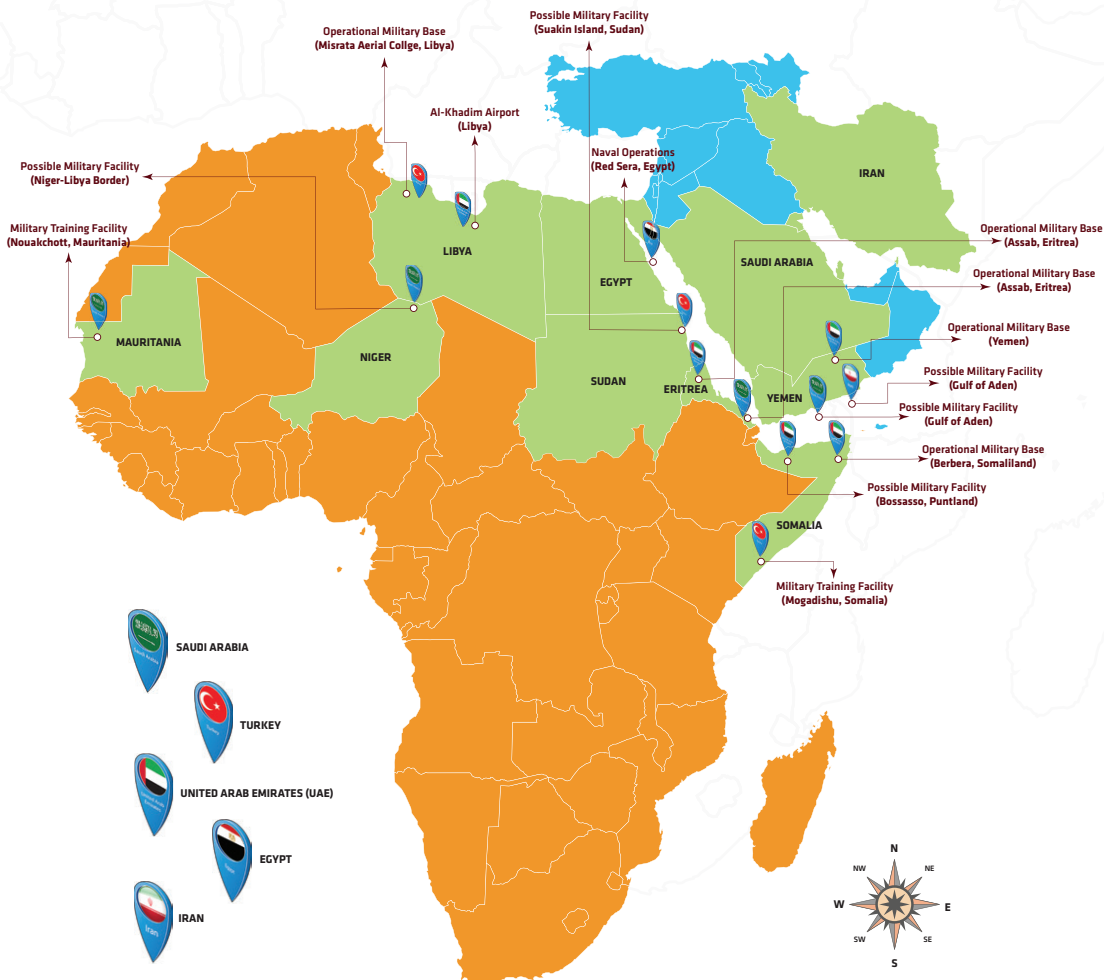 Possible Military Facility
(Suakin Island, Sudan)
Operational Military Base
(Misrata Aerial Collge, Libya)
Al-Khadim Airport
(Libya)
Naval Operations
(Red Sera, Egypt)
Possible Military Facility
(Niger-Libya Border)
Military Training Facility
(Nouakchott, Mauritania)
IRAN
Operational Military Base
(Assab, Eritrea)
LIBYA
SAUDI ARABIA
EGYPT
Operational Military Base
(Assab, Eritrea)
Operational Military Base
(Yemen)
MAURITANIA
NIGER
SUDAN
ERITREA
YEMEN
Possible Military Facility
(Gulf of Aden)
Possible Military Facility
(Gulf of Aden)
Operational Military Base
(Berbera, Somaliland)
Possible Military Facility
(Bossasso, Puntland)
SOMALIA
Military Training Facility
(Mogadishu, Somalia)
SAUDI ARABIA
TURKEY
UNITED ARAB EMIRATES (UAE)
EGYPT
IRAN
Iran
N
NW
NE
W
E
SW
SE
S